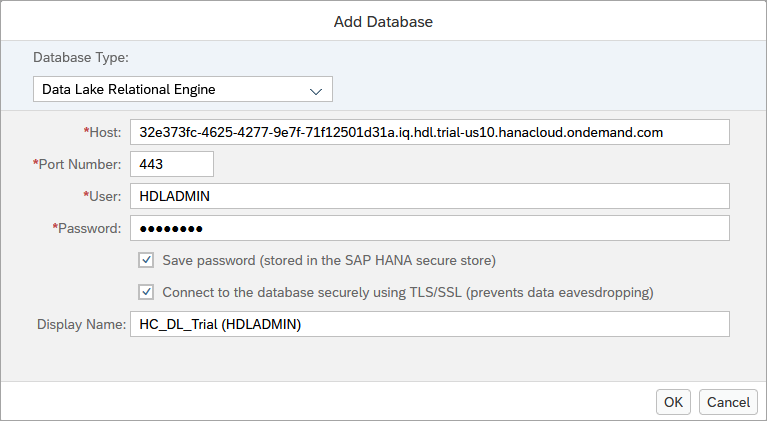 Add Database
Database Type:
Data Lake Relational Engine
*Host: 32e373fc-4625-4277-9e7f-71f12501d31a.iq.hdl.trial-us10.hanacloud.ondemand.com
*Port Number: 443
*User: HDLADMIN
*Password: ●●●●●●●●
Save password (stored in the SAP HANA secure store)
Connect to the database securely using TLS/SSL (prevents data eavesdropping)
Display Name: HC_DL_Trial (HDLADMIN)
OK Cancel